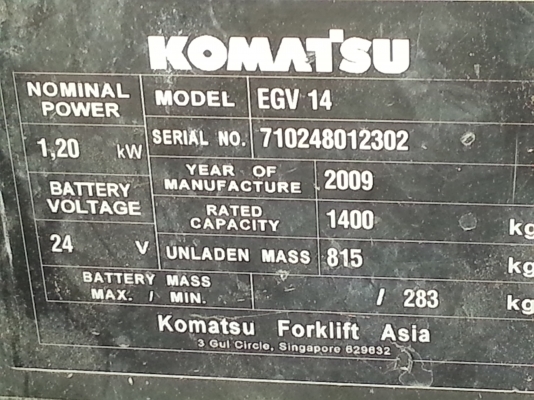 KOMATSU
NOMINAL POWER MODEL EGV 14
1,20 kW SERIAL NO. 710248012302
BATTERY VOLTAGE YEAR OF MANUFACTURE 2009
RATED CAPACITY 1400 kg
24 V UNLADEN MASS 815 kg
BATTERY MASS
MAX. / MIN. / 283 kg
Komatsu Forklift Asia
3 Gul Circle, Singapore 629632